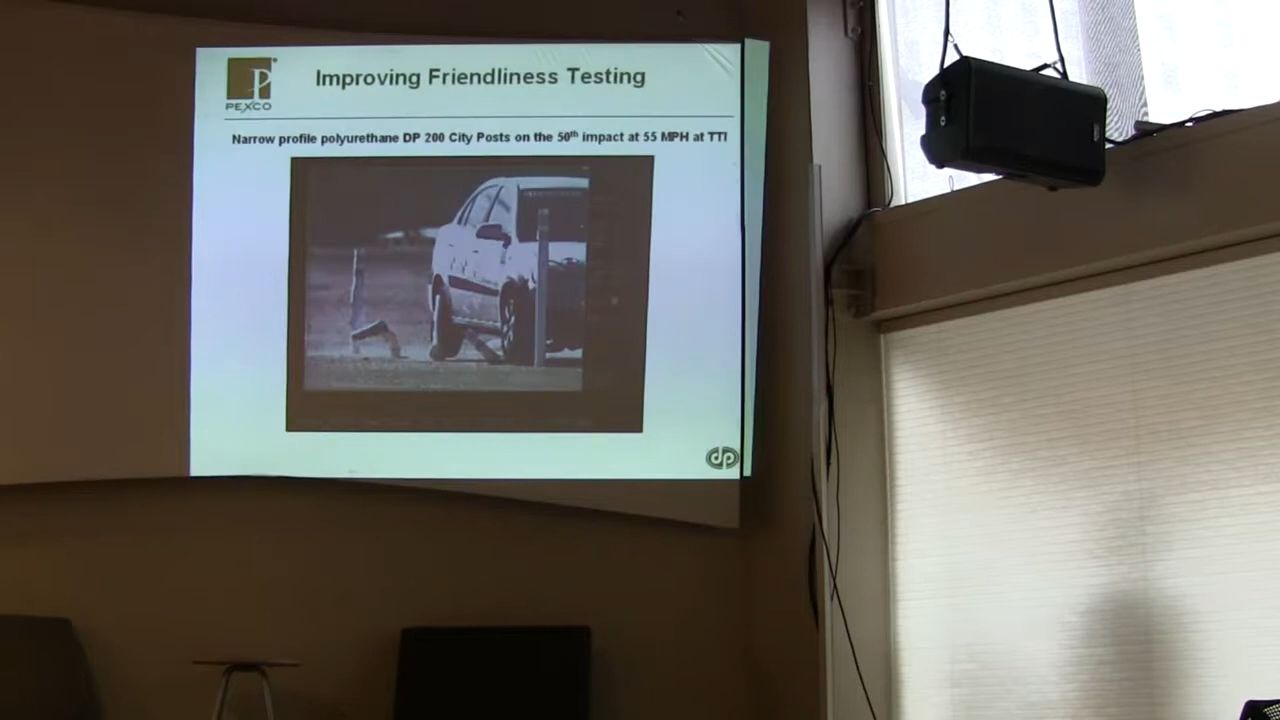 PEXCO
Improving Friendliness Testing
Narrow profile polyurethane DP 200 City Posts on the 50th impact at 55 MPH at TTI
dp